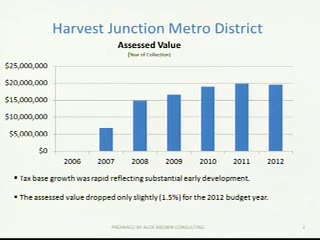 Harvest Junction Metro District
Assessed Value
(Year of Collection)
$25,000,000
$20,000,000
$15,000,000
$10,000,000
$5,000,000
$0
2006 2007 2008 2009 2010 2011 2012
▪ Tax base growth was rapid reflecting substantial early development.
▪ The assessed value dropped only slightly (1.5%) for the 2012 budget year.
PREPARED BY ALEX BROWN CONSULTING